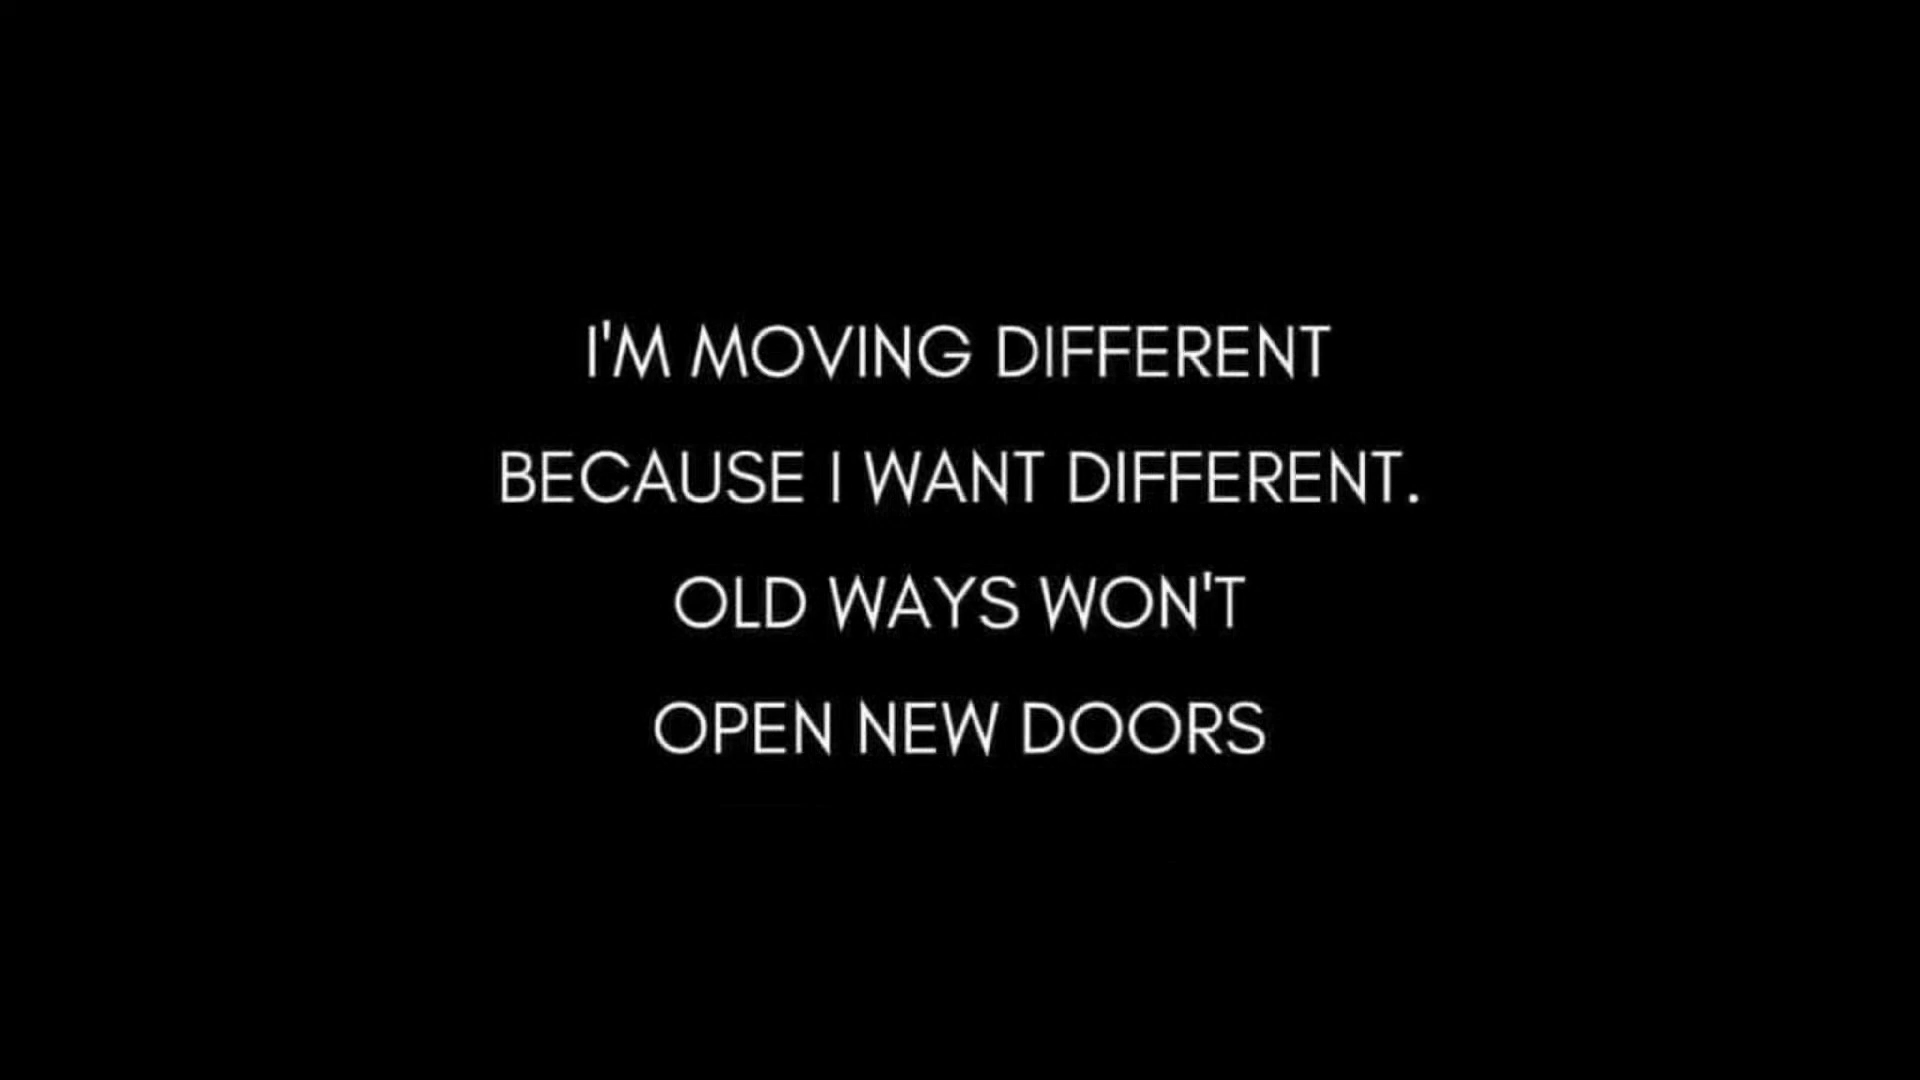 I'M MOVING DIFFERENT
BECAUSE I WANT DIFFERENT.
OLD WAYS WON'T
OPEN NEW DOORS